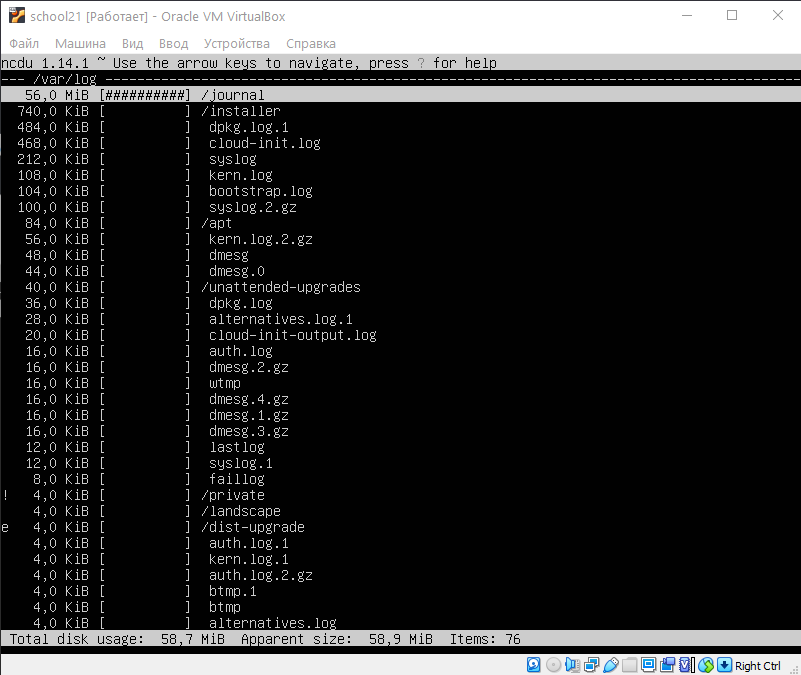 school21 [Работает] - Oracle VM VirtualBox
Файл Машина Вид Ввод Устройства Справка
ncdu 1.14.1 ~ Use the arrow keys to navigate, press ? for help
--- /var/log ---
56,0 MiB [##########] /journal
740,0 KiB [          ] /installer
484,0 KiB [          ]  dpkg.log.1
468,0 KiB [          ]  cloud-init.log
212,0 KiB [          ]  syslog
108,0 KiB [          ]  kern.log
104,0 KiB [          ]  bootstrap.log
100,0 KiB [          ]  syslog.2.gz
84,0 KiB [          ] /apt
56,0 KiB [          ]  kern.log.2.gz
48,0 KiB [          ]  dmesg
44,0 KiB [          ]  dmesg.0
40,0 KiB [          ] /unattended-upgrades
36,0 KiB [          ]  dpkg.log
28,0 KiB [          ]  alternatives.log.1
20,0 KiB [          ]  cloud-init-output.log
16,0 KiB [          ]  auth.log
16,0 KiB [          ]  dmesg.2.gz
16,0 KiB [          ]  wtmp
16,0 KiB [          ]  dmesg.4.gz
16,0 KiB [          ]  dmesg.1.gz
16,0 KiB [          ]  dmesg.3.gz
12,0 KiB [          ]  lastlog
12,0 KiB [          ]  syslog.1
8,0 KiB [          ]  faillog
! 4,0 KiB [          ] /private
4,0 KiB [          ] /landscape
e 4,0 KiB [          ] /dist-upgrade
4,0 KiB [          ]  auth.log.1
4,0 KiB [          ]  kern.log.1
4,0 KiB [          ]  auth.log.2.gz
4,0 KiB [          ]  btmp.1
4,0 KiB [          ]  btmp
4,0 KiB [          ]  alternatives.log
Total disk usage: 58,7 MiB Apparent size: 58,9 MiB Items: 76
Right Ctrl